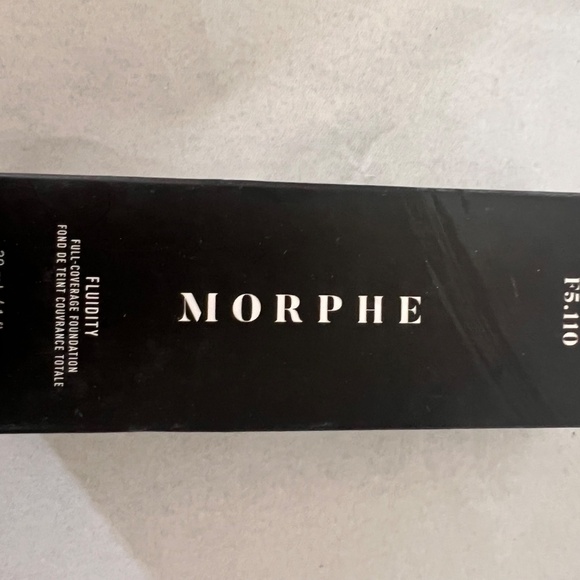 MORPHE
FLUIDITY
FULL-COVERAGE FOUNDATION
FOND DE TEINT COUVRANCE TOTALE
F5.110